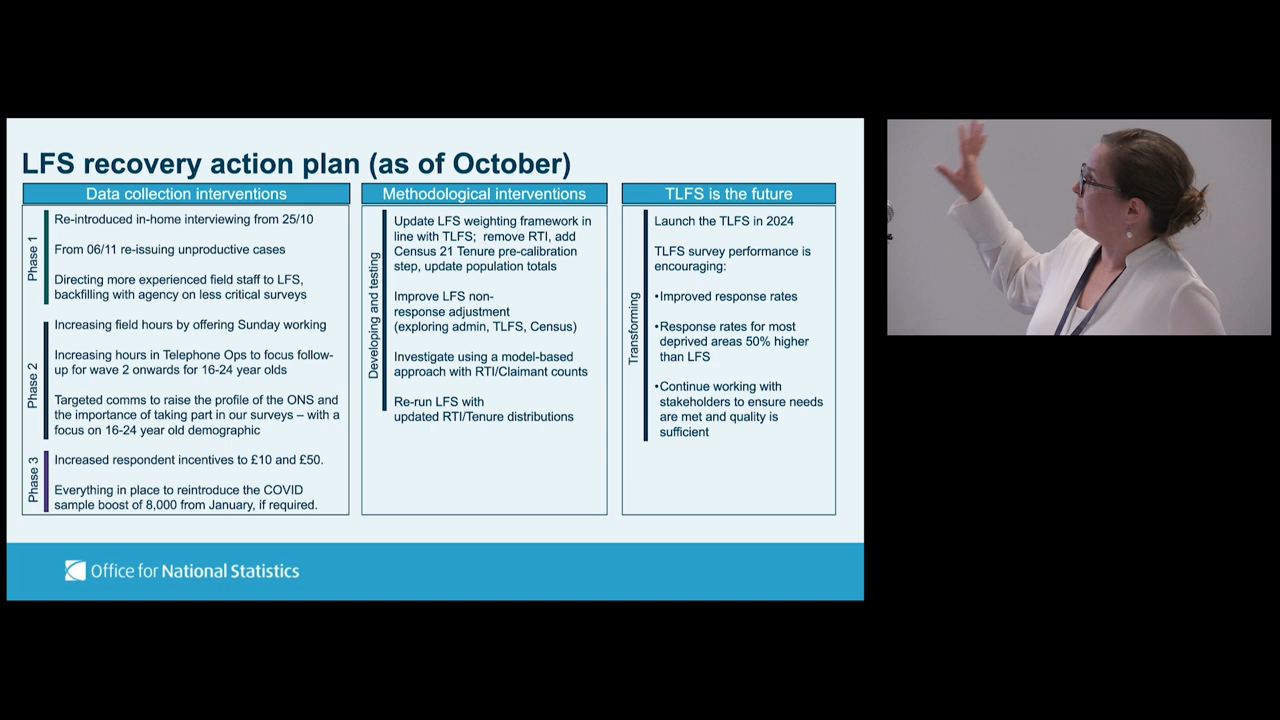 LFS recovery action plan (as of October)
Data collection interventions
Phase 1
Re-introduced in-home interviewing from 25/10
From 06/11 re-issuing unproductive cases
Directing more experienced field staff to LFS,
backfilling with agency on less critical surveys
Phase 2
Increasing field hours by offering Sunday working
Increasing hours in Telephone Ops to focus follow-
up for wave 2 onwards for 16-24 year olds
Targeted comms to raise the profile of the ONS and
the importance of taking part in our surveys – with a
focus on 16-24 year old demographic
Phase 3
Increased respondent incentives to £10 and £50.
Everything in place to reintroduce the COVID
sample boost of 8,000 from January, if required.
Methodological interventions
Developing and testing
Update LFS weighting framework in
line with TLFS; remove RTI, add
Census 21 Tenure pre-calibration
step, update population totals
Improve LFS non-
response adjustment
(exploring admin, TLFS, Census)
Investigate using a model-based
approach with RTI/Claimant counts
Re-run LFS with
updated RTI/Tenure distributions
TLFS is the future
Transforming
Launch the TLFS in 2024
TLFS survey performance is
encouraging:
•Improved response rates
•Response rates for most
deprived areas 50% higher
than LFS
•Continue working with
stakeholders to ensure needs
are met and quality is
sufficient
Office for National Statistics